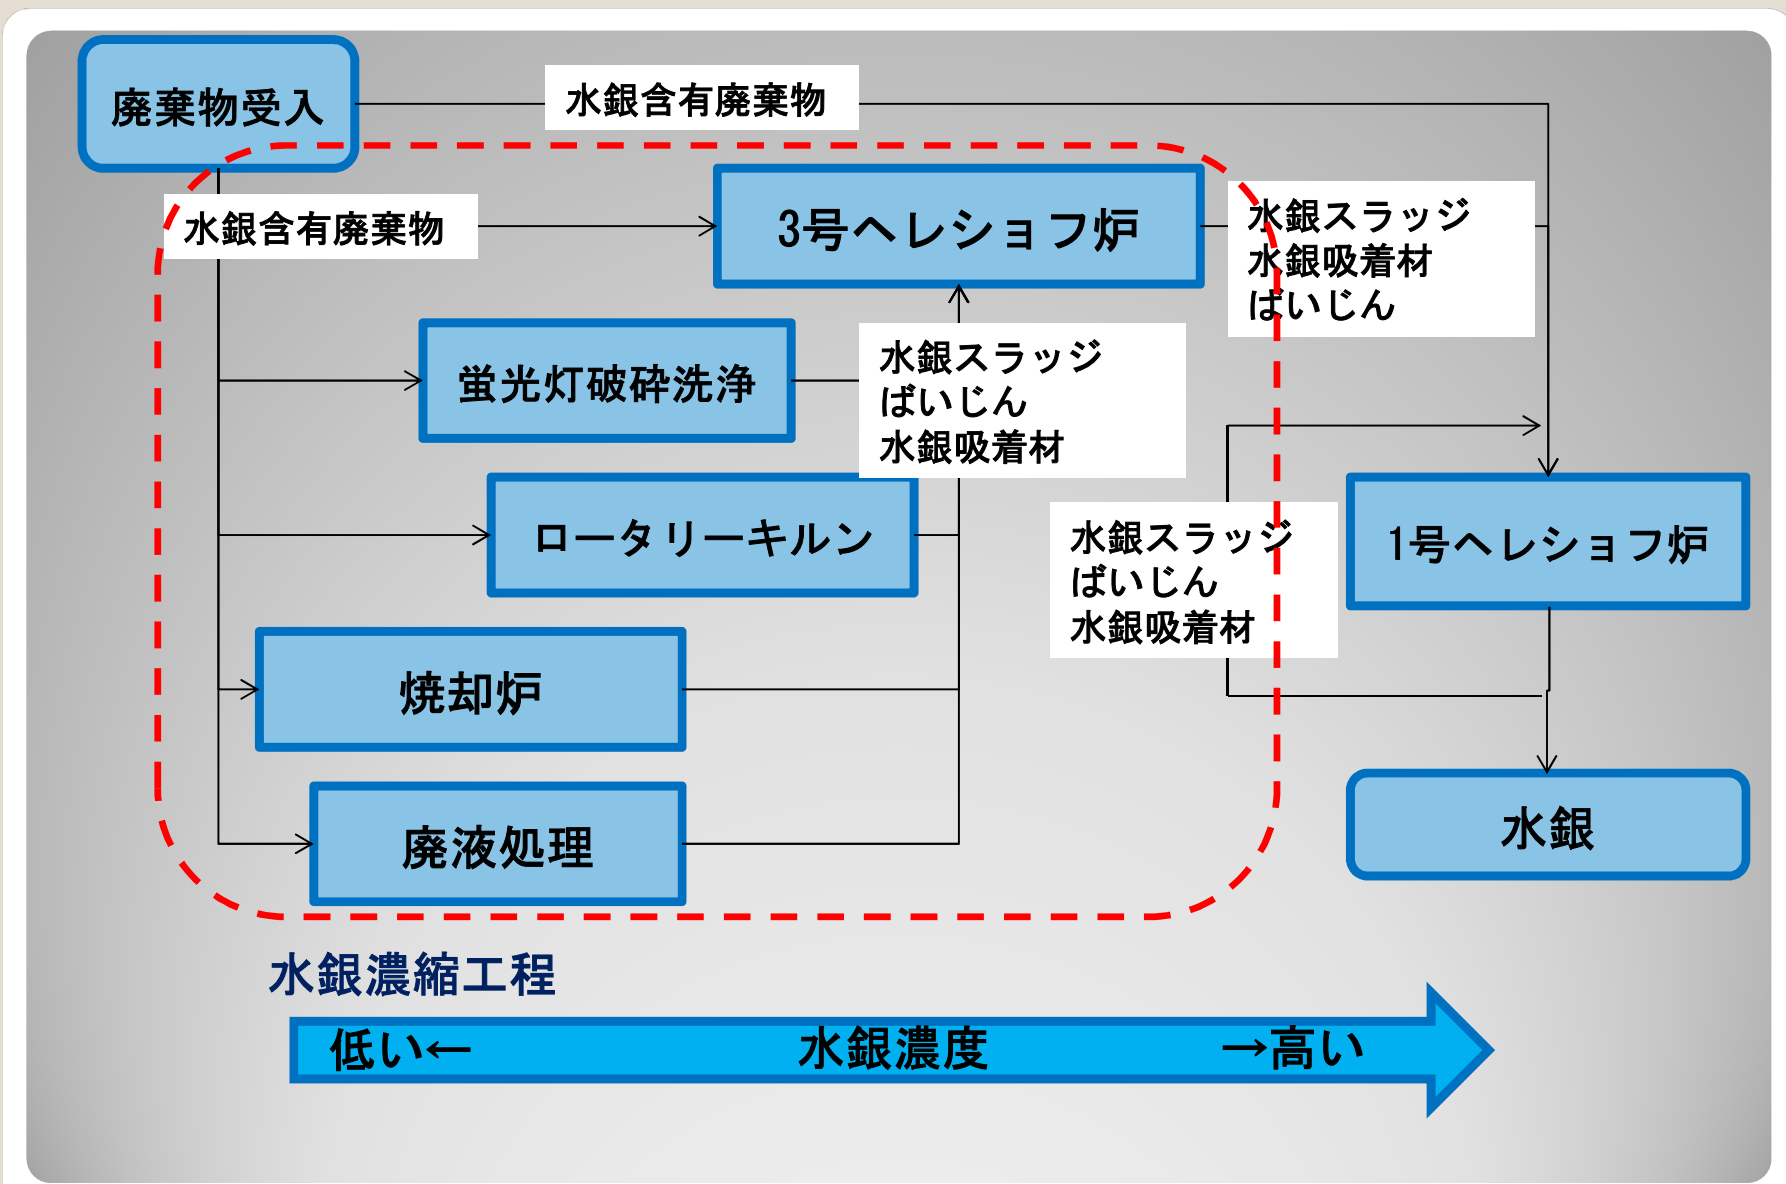 廃棄物受入
水銀含有廃棄物
水銀含有廃棄物
3号ヘレショフ炉
水銀スラッジ
水銀吸着材
ばいじん
蛍光灯破砕洗浄
水銀スラッジ
ばいじん
水銀吸着材
ロータリーキルン
水銀スラッジ
ばいじん
水銀吸着材
1号ヘレショフ炉
焼却炉
廃液処理
水銀
水銀濃縮工程
低い← 水銀濃度 →高い